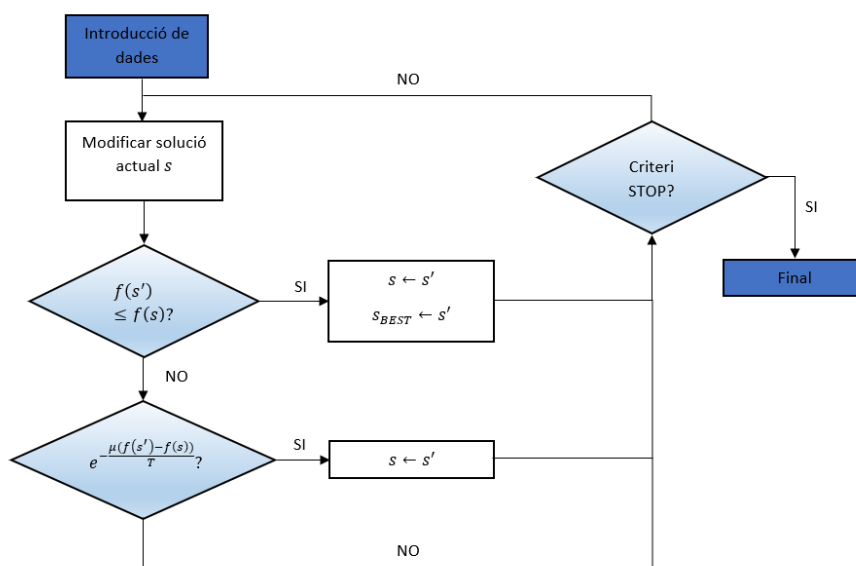 Introducció de
dades
NO
Modificar solució
actual s
Criteri
STOP?
SI
Final
f(s′)
≤ f(s)?
SI
s ← s′
s_BEST ← s′
NO
e^−μ(f(s′)−f(s))/T ?
SI
s ← s′
NO